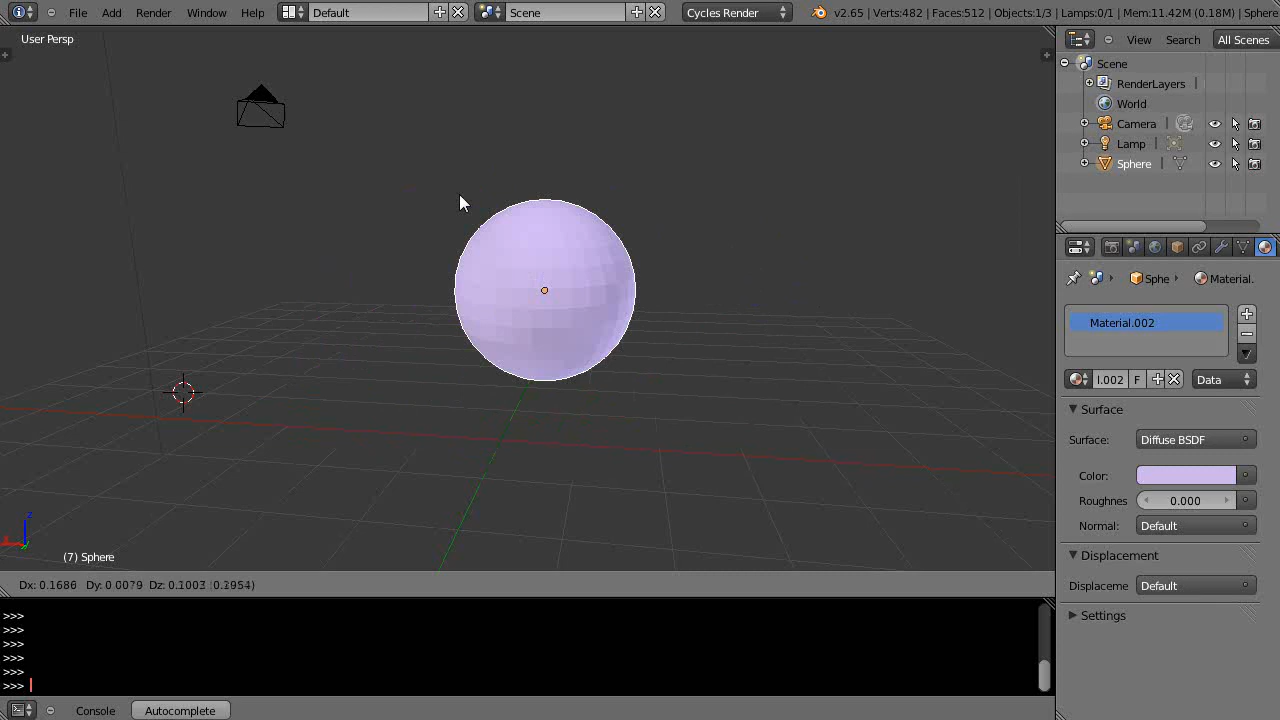 File Add Render Window Help Default Scene Cycles Render v2.65 | Verts:482 | Faces:512 | Objects:1/3 | Lamps:0/1 | Mem:11.42M (0.18M) | Sphere
User Persp
View Search All Scenes
Scene
RenderLayers
World
Camera
Lamp
Sphere
Sphe Material.
Material.002
I.002 F Data
Surface
Surface: Diffuse BSDF
Color:
Roughnes 0.000
Normal: Default
Displacement
Displaceme Default
Settings
z
x
(7) Sphere
Dx: 0.1686 Dy: 0.0079 Dz: 0.1003 (0.2954)
>>>
>>>
>>>
>>>
>>>
>>>
Console Autocomplete